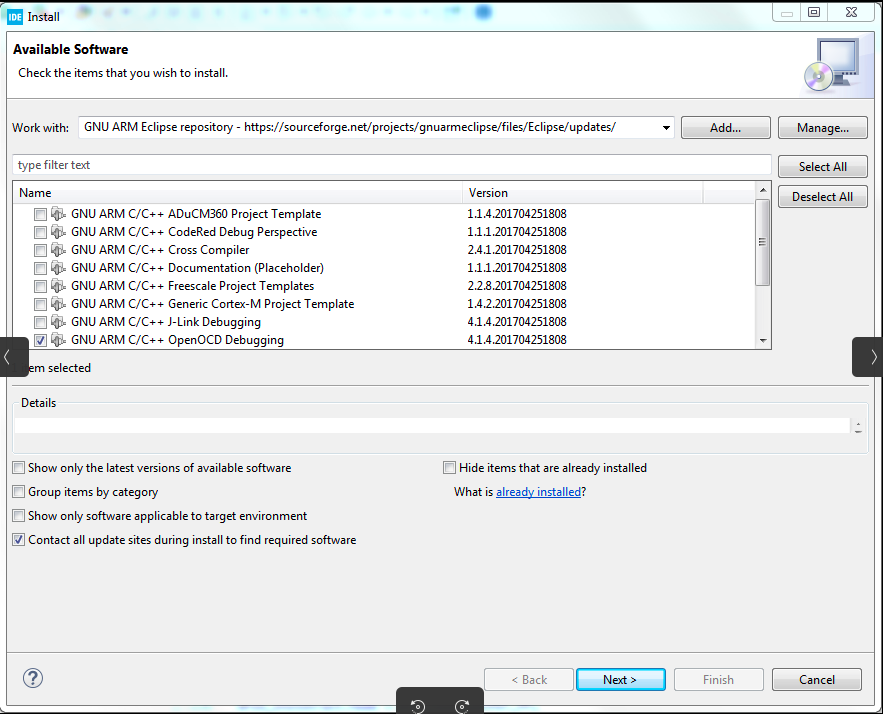 IDE Install
Available Software
Check the items that you wish to install.
Work with: GNU ARM Eclipse repository - https://sourceforge.net/projects/gnuarmeclipse/files/Eclipse/updates/ Add... Manage...
type filter text Select All
Name Version Deselect All
GNU ARM C/C++ ADuCM360 Project Template 1.1.4.201704251808
GNU ARM C/C++ CodeRed Debug Perspective 1.1.1.201704251808
GNU ARM C/C++ Cross Compiler 2.4.1.201704251808
GNU ARM C/C++ Documentation (Placeholder) 1.1.1.201704251808
GNU ARM C/C++ Freescale Project Templates 2.2.8.201704251808
GNU ARM C/C++ Generic Cortex-M Project Template 1.4.2.201704251808
GNU ARM C/C++ J-Link Debugging 4.1.4.201704251808
GNU ARM C/C++ OpenOCD Debugging 4.1.4.201704251808
em selected
Details
Show only the latest versions of available software Hide items that are already installed
Group items by category What is already installed?
Show only software applicable to target environment
Contact all update sites during install to find required software
? < Back Next > Finish Cancel